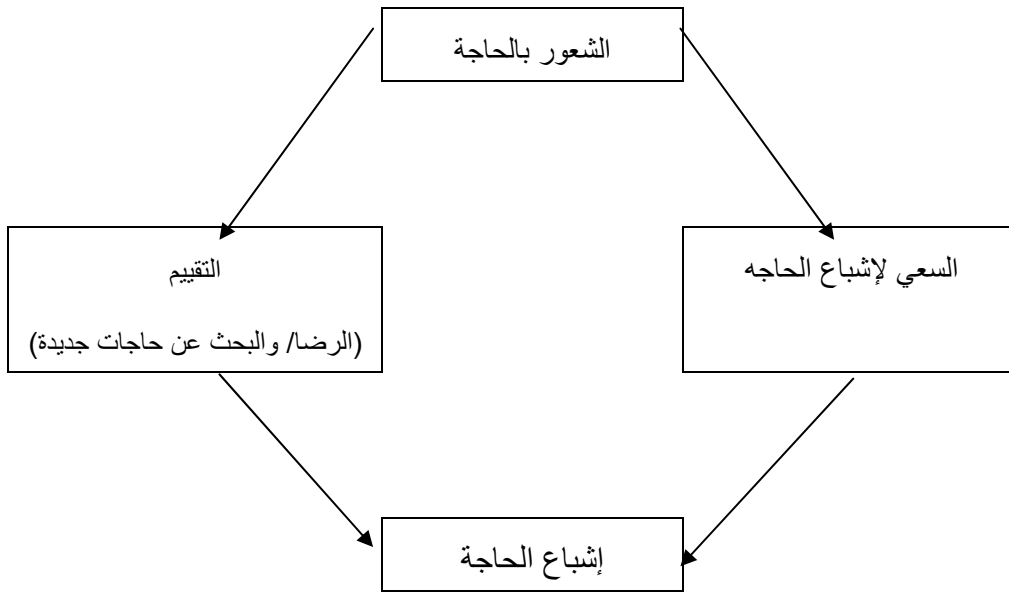 الشعور بالحاجة
السعي لإشباع الحاجه
التقييم
(الرضا/ والبحث عن حاجات جديدة)
إشباع الحاجة